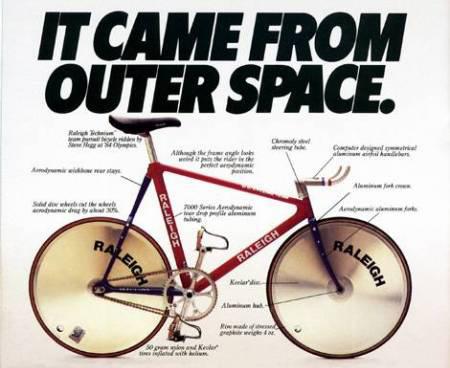 IT CAME FROM
OUTER SPACE.
Raleigh Technium
team pursuit bicycle ridden by
Steve Hegg at '84 Olympics.
Although the frame angle looks
weird it puts the rider in the
perfect aerodynamic
position.
Chromoly steel
steering tube.
Computer designed symmetrical
aluminum airfoil handlebars.
Aerodynamic wishbone rear stays.
Aluminum fork crown.
Solid disc wheels cut the wheels
aerodynamic drag by about 30%.
7000 Series Aerodynamic
tear drop profile aluminum
tubing.
Aerodynamic aluminum forks.
RALEIGH
RALEIGH
RALEIGH
RALEIGH
Kevlar disc.
Aluminum hub.
Rim made of stressed
graphite weighs 4 oz.
50 gram nylon and Kevlar
tires inflated with helium.